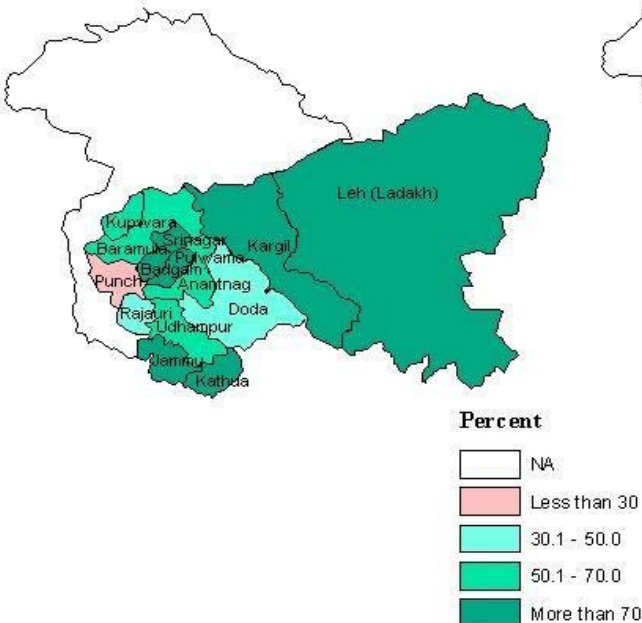 Leh (Ladakh)
Kupwara
Srinagar
Kargil
Baramula
Pulwama
Badgam
Punch
Anantnag
Rajauri
Doda
Udhampur
Jammu
Kathua
Percent
NA
Less than 30
30.1 - 50.0
50.1 - 70.0
More than 70